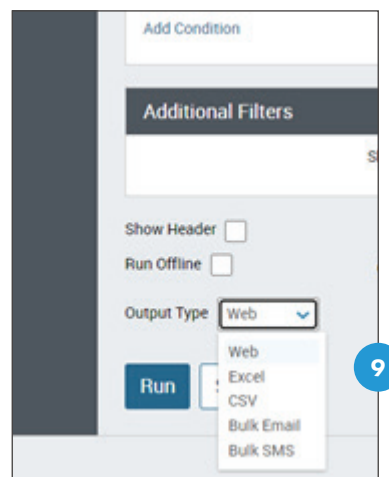 Add Condition
Additional Filters
Show Header
Run Offline
Output Type Web
Web
Excel
CSV
Bulk Email
Bulk SMS
Run
9